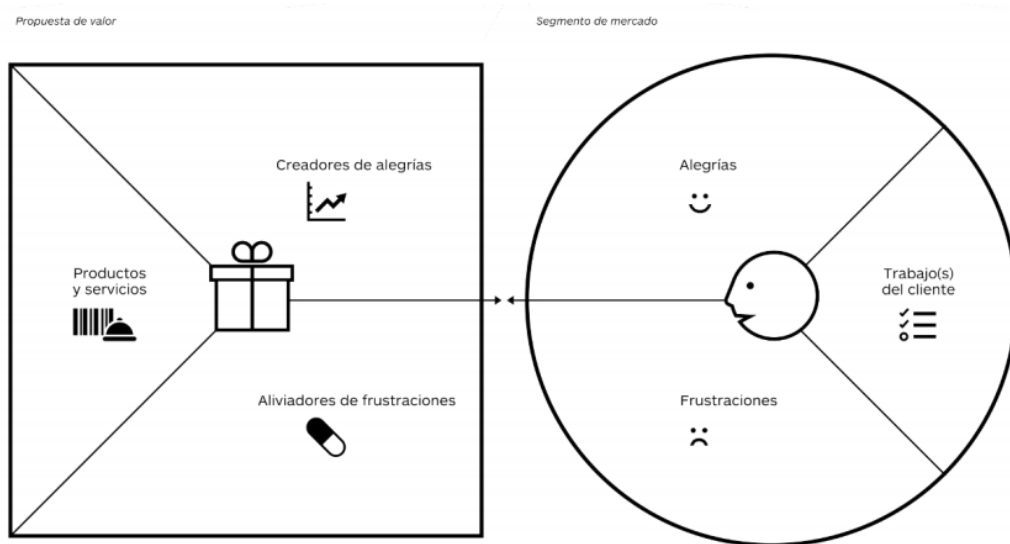 Propuesta de valor
Segmento de mercado
Creadores de alegrías
Productos
y servicios
Aliviadores de frustraciones
Alegrías
Trabajo(s)
del cliente
Frustraciones